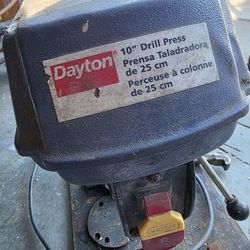 Dayton
10" Drill Press
Prensa Taladradora
de 25 cm
Perceuse à colonne
de 25 cm